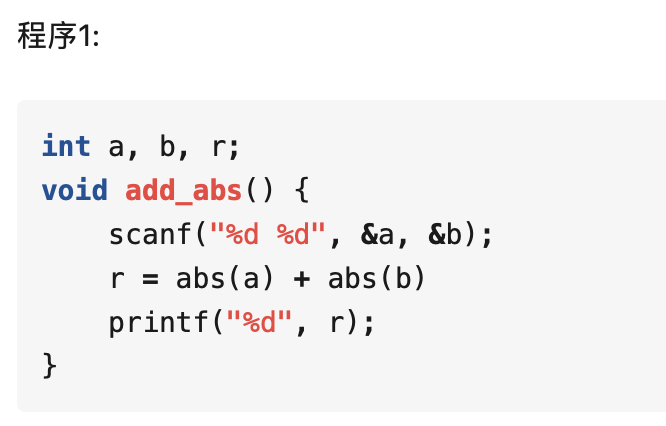 程序1:
int a, b, r;
void add_abs() {
    scanf("%d %d", &a, &b);
    r = abs(a) + abs(b)
    printf("%d", r);
}